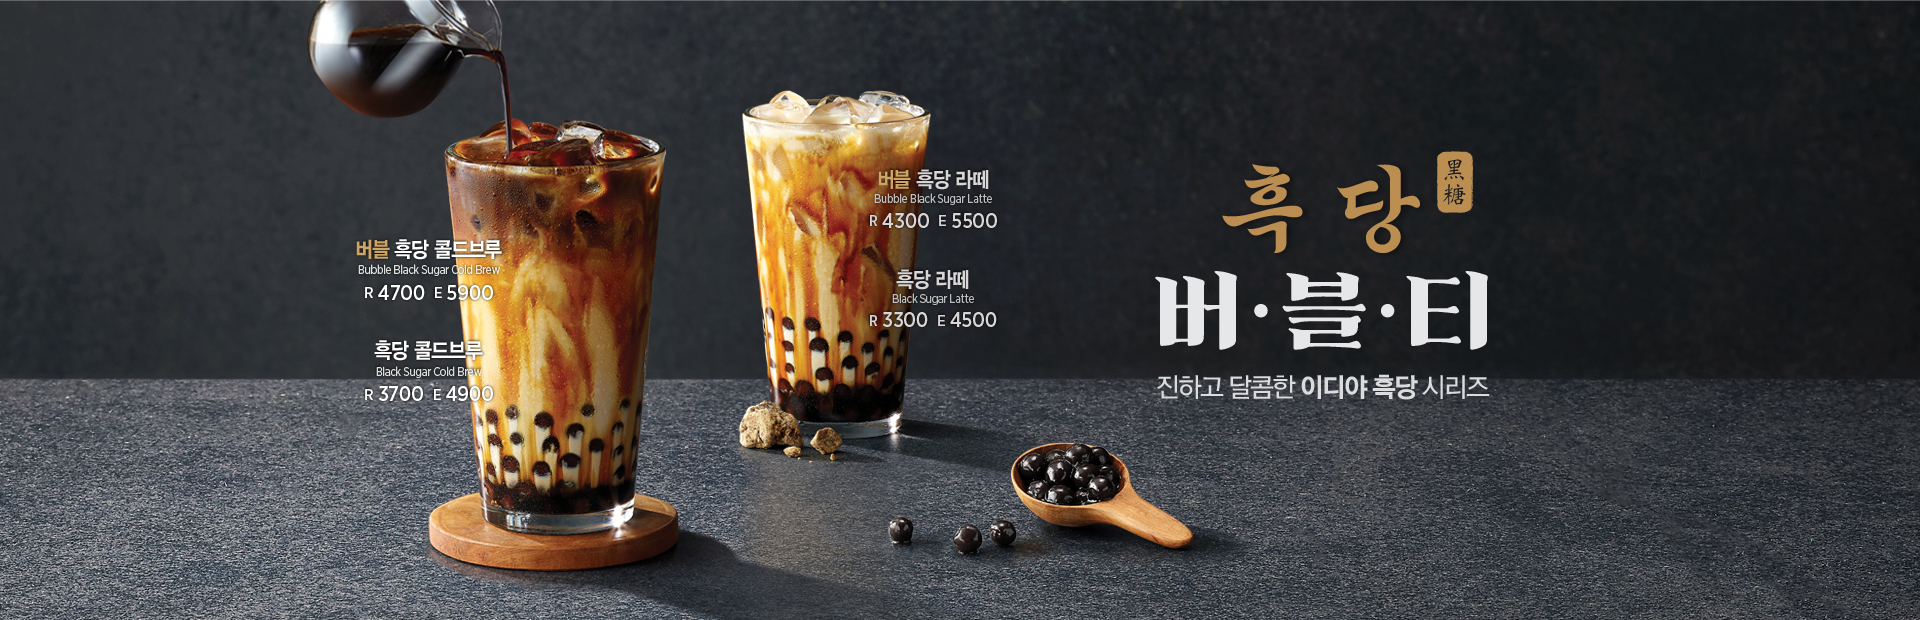 버블 흑당 콜드브루
Bubble Black Sugar Cold Brew
R 4700 E 5900
흑당 콜드브루
Black Sugar Cold Brew
R 3700 E 4900
버블 흑당 라떼
Bubble Black Sugar Latte
R 4300 E 5500
흑당 라떼
Black Sugar Latte
R 3300 E 4500
흑당
黑糖
버·블·티
진하고 달콤한 이디야 흑당 시리즈